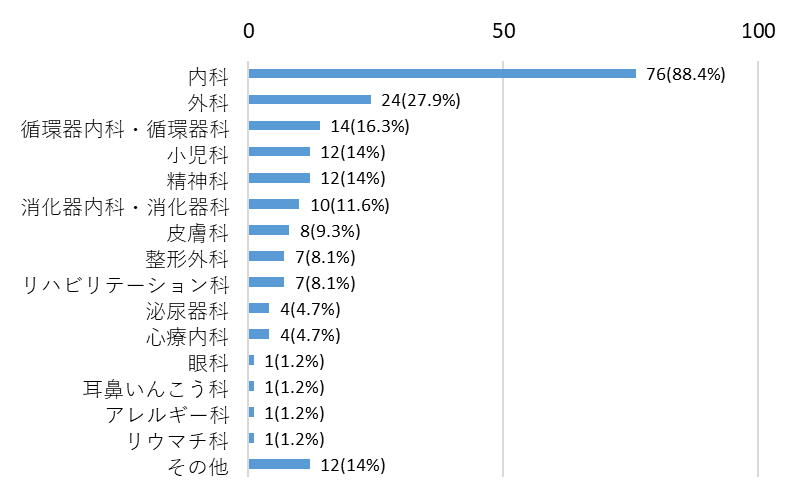 0 50 100
内科 76(88.4%)
外科 24(27.9%)
循環器内科・循環器科 14(16.3%)
小児科 12(14%)
精神科 12(14%)
消化器内科・消化器科 10(11.6%)
皮膚科 8(9.3%)
整形外科 7(8.1%)
リハビリテーション科 7(8.1%)
泌尿器科 4(4.7%)
心療内科 4(4.7%)
眼科 1(1.2%)
耳鼻いんこう科 1(1.2%)
アレルギー科 1(1.2%)
リウマチ科 1(1.2%)
その他 12(14%)